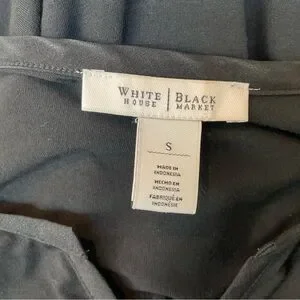 WHITE | BLACK
HOUSE | MARKET
S
MADE IN
INDONESIA
HECHO EN
INDONESIA
FABRIQUÉ EN
INDONÉSIE